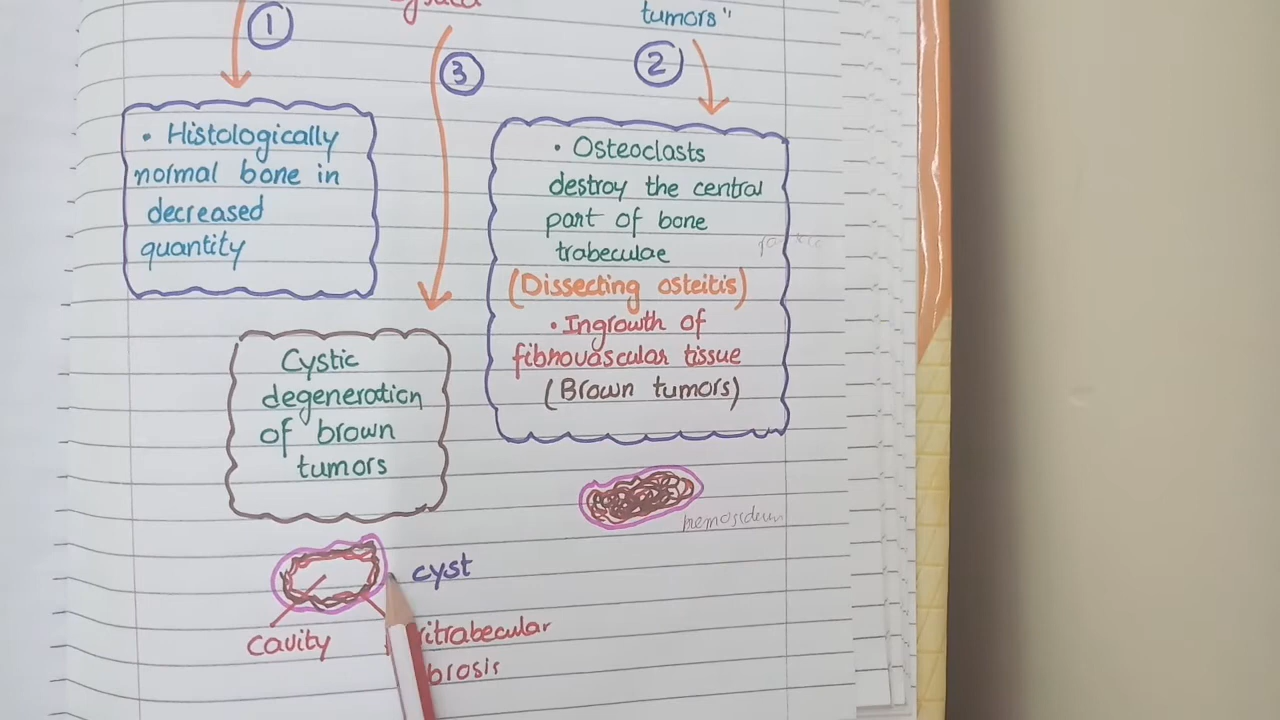 tumors"
①
③
②
• Histologically
normal bone in
decreased
quantity
• Osteoclasts
destroy the central
part of bone
trabeculae
(Dissecting osteitis)
• Ingrowth of
fibrovascular tissue
(Brown tumors)
Cystic
degeneration
of brown
tumors
hemosiderin
cyst
cavity